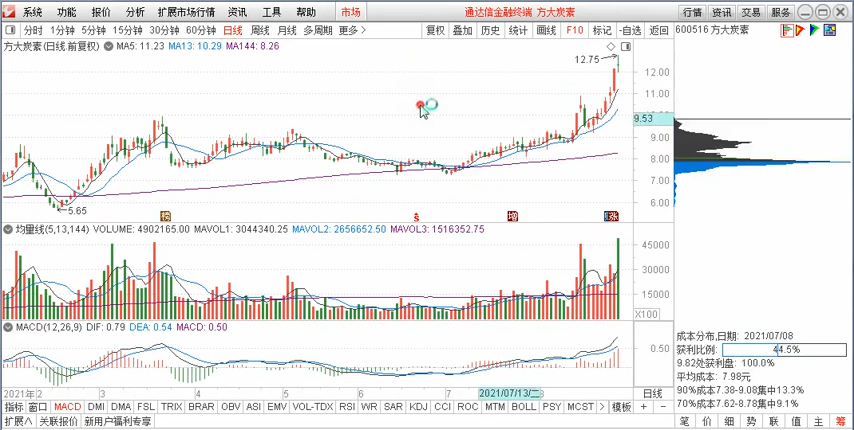 系统 功能 报价 分析 扩展市场行情 资讯 工具 帮助 市场 通达信金融终端 方大炭素 行情 资讯 交易 服务
分时 1分钟 5分钟 15分钟 30分钟 60分钟 日线 周线 月线 多周期 更多> 复权 叠加 历史 统计 画线 F10 标记 -自选 返回
600516 方大炭素
方大炭素(日线.前复权) MA5: 11.23 MA13: 10.29 MA144: 8.26
12.75
12.00
11.00
9.53
9.00
8.00
7.00
6.00
5.65
榜 增 涨
均量线(5,13,144) VOLUME: 4902165.00 MAVOL1: 3044340.25 MAVOL2: 2656652.50 MAVOL3: 1516352.75
45000
30000
15000
X100
MACD(12,26,9) DIF: 0.79 DEA: 0.54 MACD: 0.50
0.50
成本分布,日期: 2021/07/08
获利比例: 44.5%
9.82处获利盘: 100.0%
平均成本: 7.98元
90%成本7.38-9.08集中13.3%
70%成本7.62-8.78集中9.1%
2021年 2 3 4 5 6 7 2021/07/13/二 日线
指标 窗口 MACD DMI DMA FSL TRIX BRAR OBV ASI EMV VOL-TDX RSI WR SAR KDJ CCI ROC MTM BOLL PSY MCST > 模板 + -
扩展∧ 关联报价 新用户福利专享 笔 价 细 势 联 值 主 筹